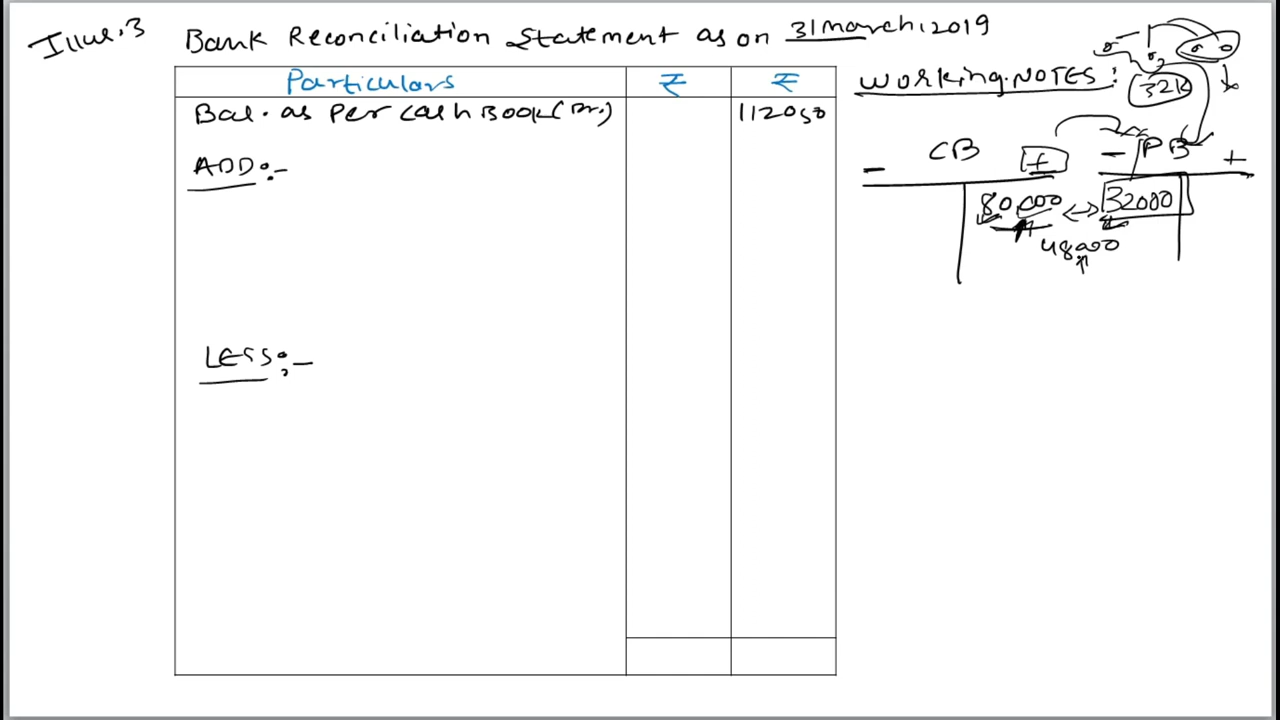 Illus.3 Bank Reconciliation Statement as on 31 march, 2019
Particulars ₹ ₹
Bal. as Per Cash Book (Dr.) 112050
ADD:-
LESS:-
Working NOTES:
32K
- CB + - PB +
80,000 ↔ 32000
48000